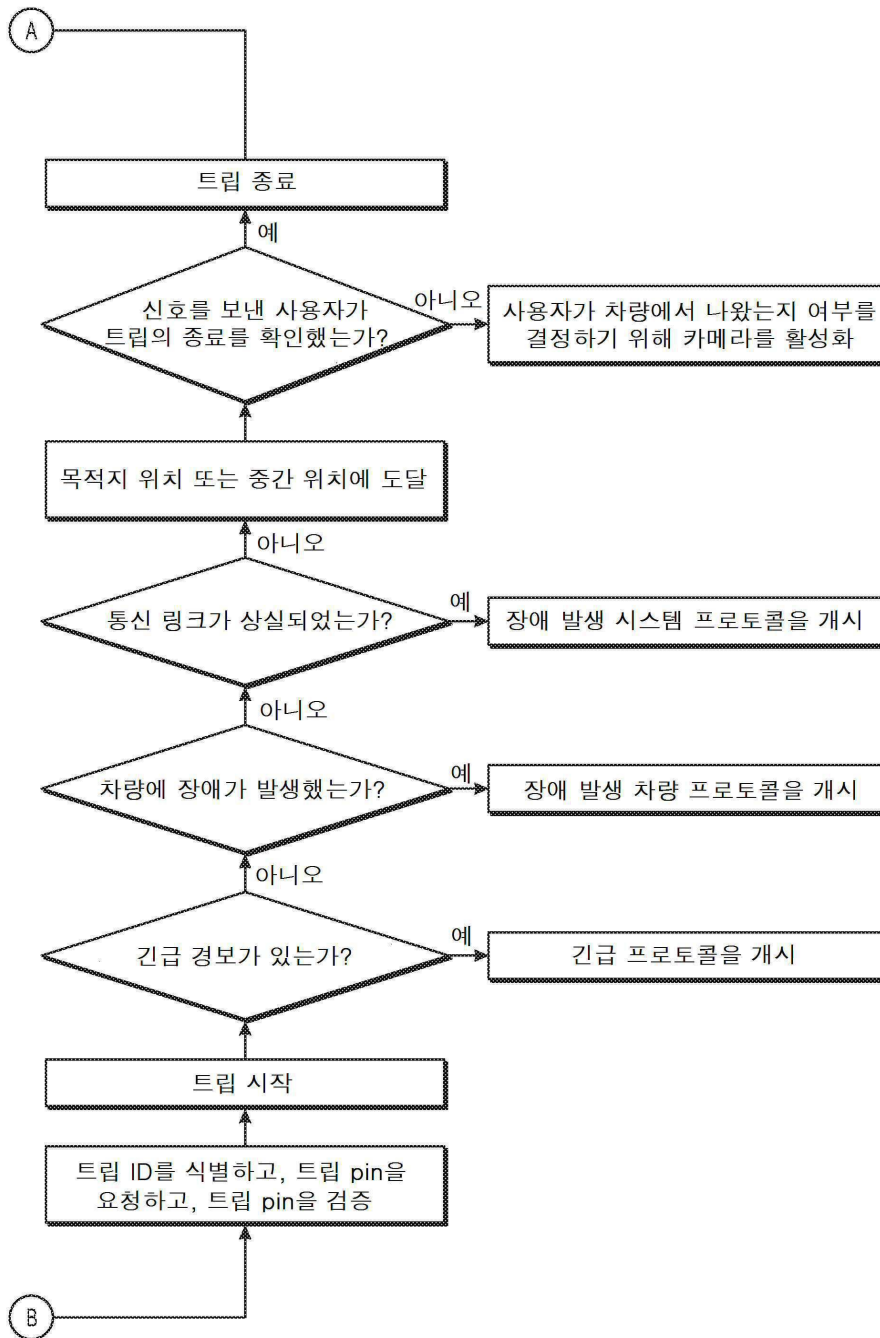 A
트립 종료
예
신호를 보낸 사용자가
트립의 종료를 확인했는가?
아니오
사용자가 차량에서 나왔는지 여부를
결정하기 위해 카메라를 활성화
목적지 위치 또는 중간 위치에 도달
아니오
통신 링크가 상실되었는가?
예
장애 발생 시스템 프로토콜을 개시
아니오
차량에 장애가 발생했는가?
예
장애 발생 차량 프로토콜을 개시
아니오
긴급 경보가 있는가?
예
긴급 프로토콜을 개시
트립 시작
트립 ID를 식별하고, 트립 pin을
요청하고, 트립 pin을 검증
B